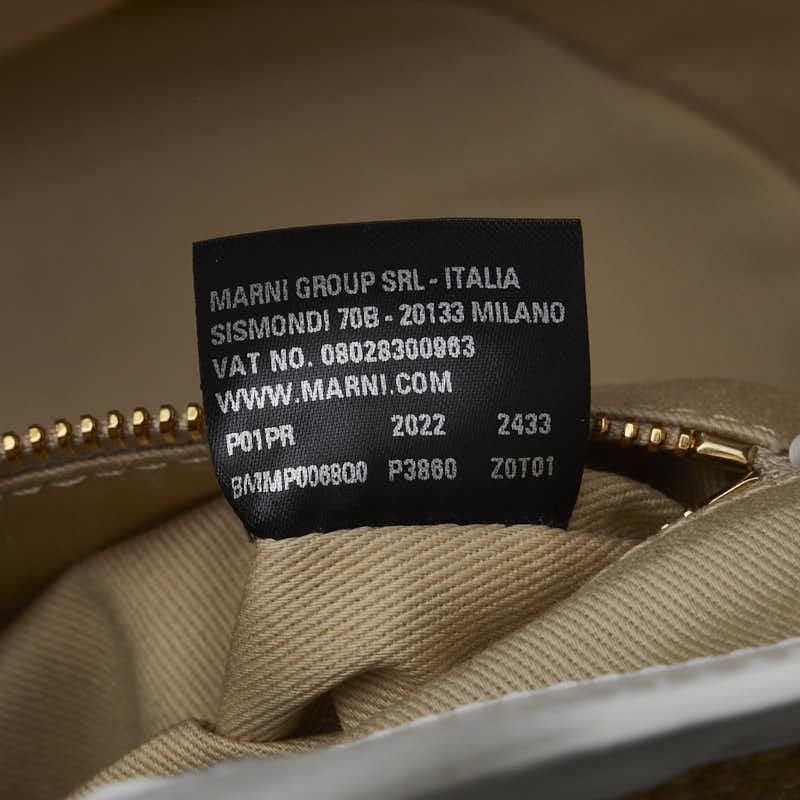 MARNI GROUP SRL - ITALIA
SISMONDI 70B - 20133 MILANO
VAT NO. 08028300963
WWW.MARNI.COM
P01PR 2022 2433
BMMP0068Q0 P3860 Z0T01